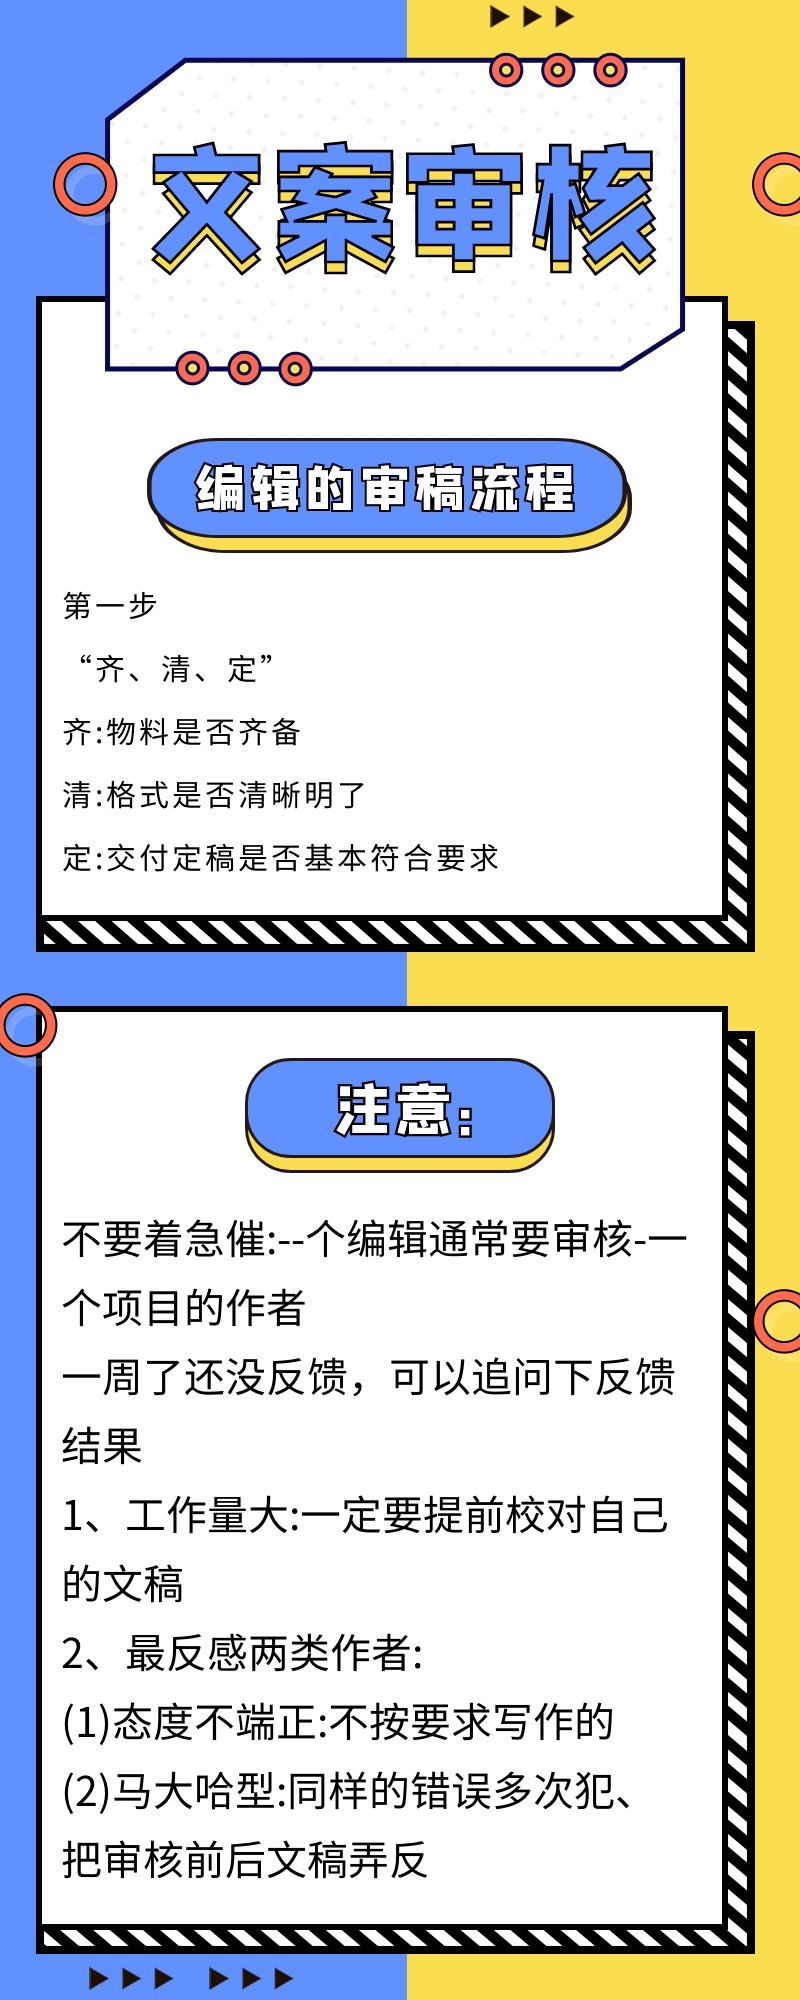 文案审核
编辑的审稿流程
第一步
“齐、清、定”
齐:物料是否齐备
清:格式是否清晰明了
定:交付定稿是否基本符合要求
注意:
不要着急催:--个编辑通常要审核-一
个项目的作者
一周了还没反馈，可以追问下反馈
结果
1、工作量大:一定要提前校对自己
的文稿
2、最反感两类作者:
(1)态度不端正:不按要求写作的
(2)马大哈型:同样的错误多次犯、
把审核前后文稿弄反